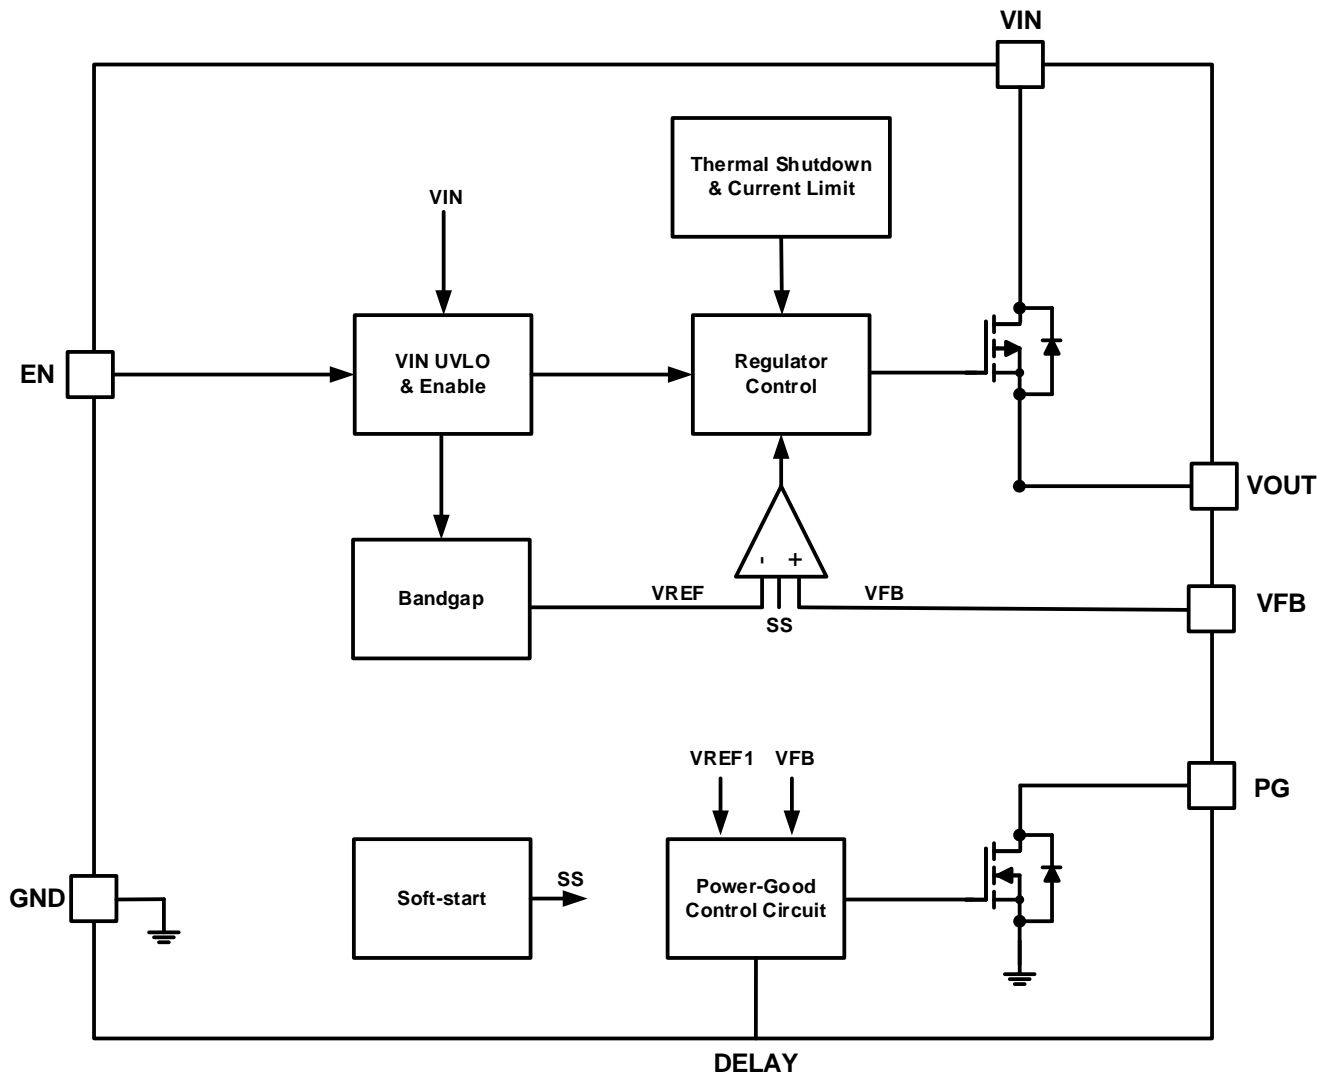 VIN
Thermal Shutdown
& Current Limit
VIN
EN
VIN UVLO
& Enable
Regulator
Control
VOUT
- +
Bandgap
VREF
SS
VFB
VFB
VREF1
VFB
PG
GND
Soft-start
SS
Power-Good
Control Circuit
DELAY